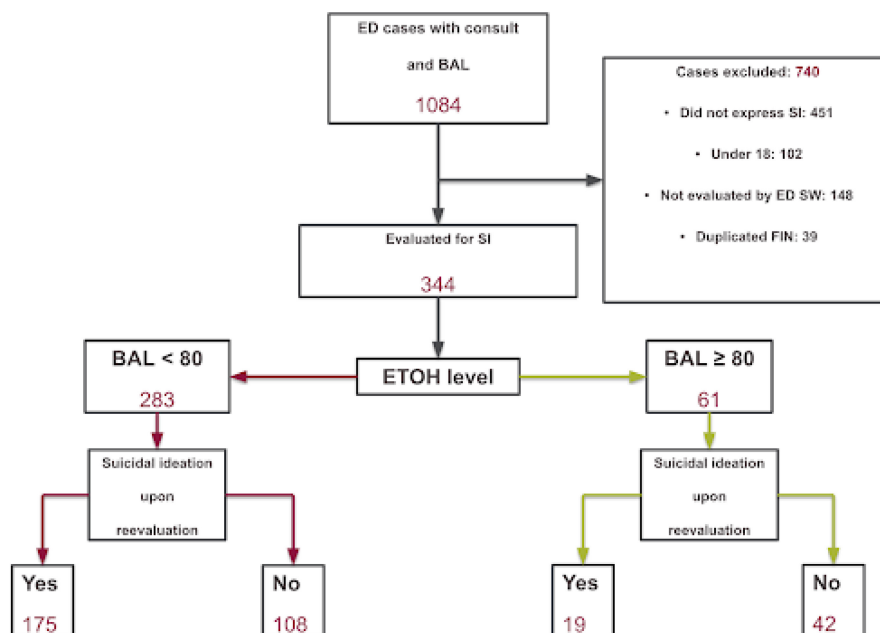 ED cases with consult
and BAL
1084
Cases excluded: 740
• Did not express SI: 451
• Under 18: 102
• Not evaluated by ED SW: 148
• Duplicated FIN: 39
Evaluated for SI
344
BAL < 80
283
ETOH level
BAL ≥ 80
61
Suicidal ideation
upon
reevaluation
Suicidal ideation
upon
reevaluation
Yes
175
No
108
Yes
19
No
42